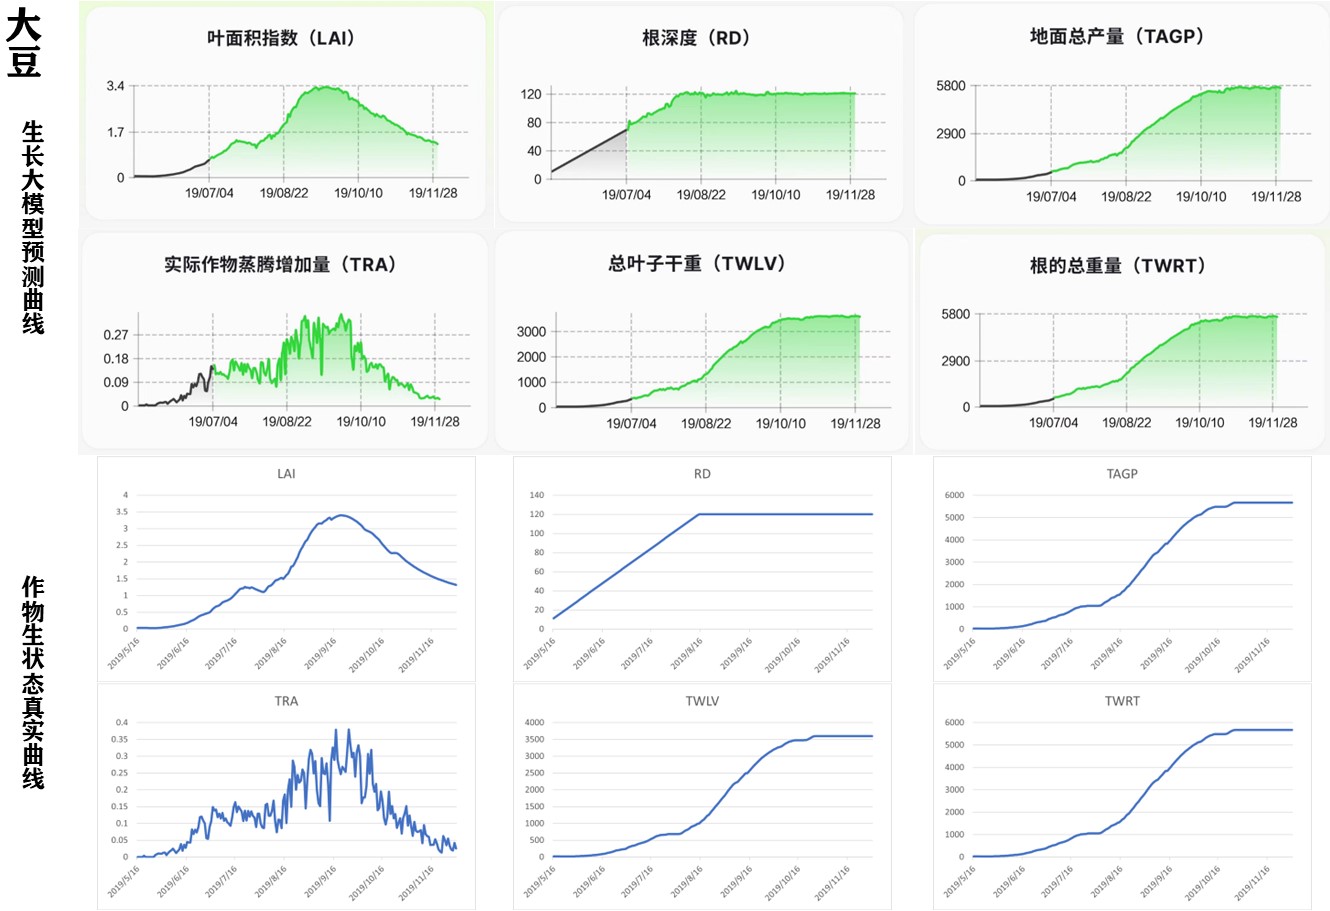 大豆
生长大模型预测曲线
叶面积指数（LAI）
3.4
1.7
0
19/07/04 19/08/22 19/10/10 19/11/28
根深度（RD）
120
80
40
0
19/07/04 19/08/22 19/10/10 19/11/28
地面总产量（TAGP）
5800
2900
0
19/07/04 19/08/22 19/10/10 19/11/28
实际作物蒸腾增加量（TRA）
0.27
0.18
0.09
0
19/07/04 19/08/22 19/10/10 19/11/28
总叶子干重（TWLV）
3000
2000
1000
0
19/07/04 19/08/22 19/10/10 19/11/28
根的总重量（TWRT）
5800
2900
0
19/07/04 19/08/22 19/10/10 19/11/28
作物生状态真实曲线
LAI
4
3.5
3
2.5
2
1.5
1
0.5
0
2019/5/16 2019/6/16 2019/7/16 2019/8/16 2019/9/16 2019/10/16 2019/11/16
RD
140
120
100
80
60
40
20
0
2019/5/16 2019/6/16 2019/7/16 2019/8/16 2019/9/16 2019/10/16 2019/11/16
TAGP
6000
5000
4000
3000
2000
1000
0
2019/5/16 2019/6/16 2019/7/16 2019/8/16 2019/9/16 2019/10/16 2019/11/16
TRA
0.4
0.35
0.3
0.25
0.2
0.15
0.1
0.05
0
2019/5/16 2019/6/16 2019/7/16 2019/8/16 2019/9/16 2019/10/16 2019/11/16
TWLV
4000
3500
3000
2500
2000
1500
1000
500
0
2019/5/16 2019/6/16 2019/7/16 2019/8/16 2019/9/16 2019/10/16 2019/11/16
TWRT
6000
5000
4000
3000
2000
1000
0
2019/5/16 2019/6/16 2019/7/16 2019/8/16 2019/9/16 2019/10/16 2019/11/16